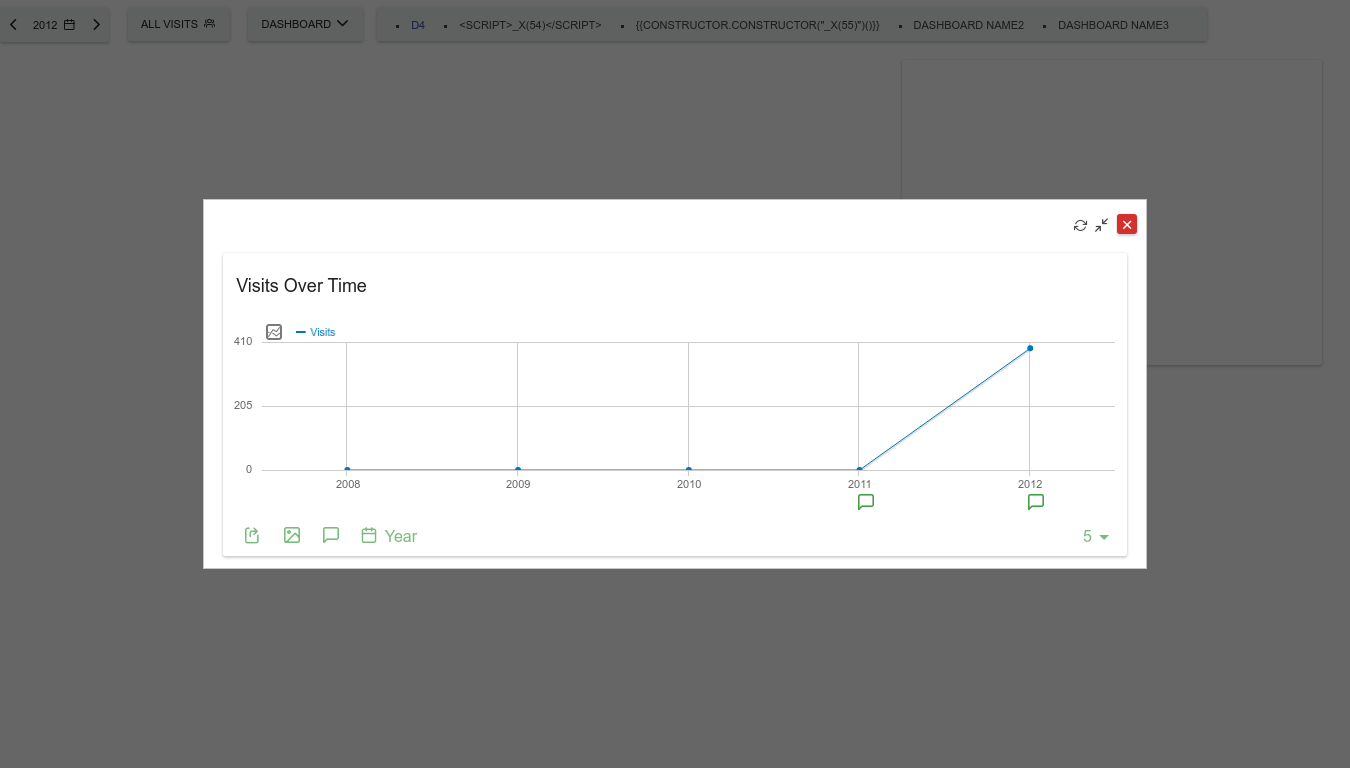 2012 ALL VISITS DASHBOARD D4 <SCRIPT>_X(54)</SCRIPT> {{CONSTRUCTOR.CONSTRUCTOR("_X(55)")()}} DASHBOARD NAME2 DASHBOARD NAME3
Visits Over Time
Visits
410
205
0
2008 2009 2010 2011 2012
Year 5